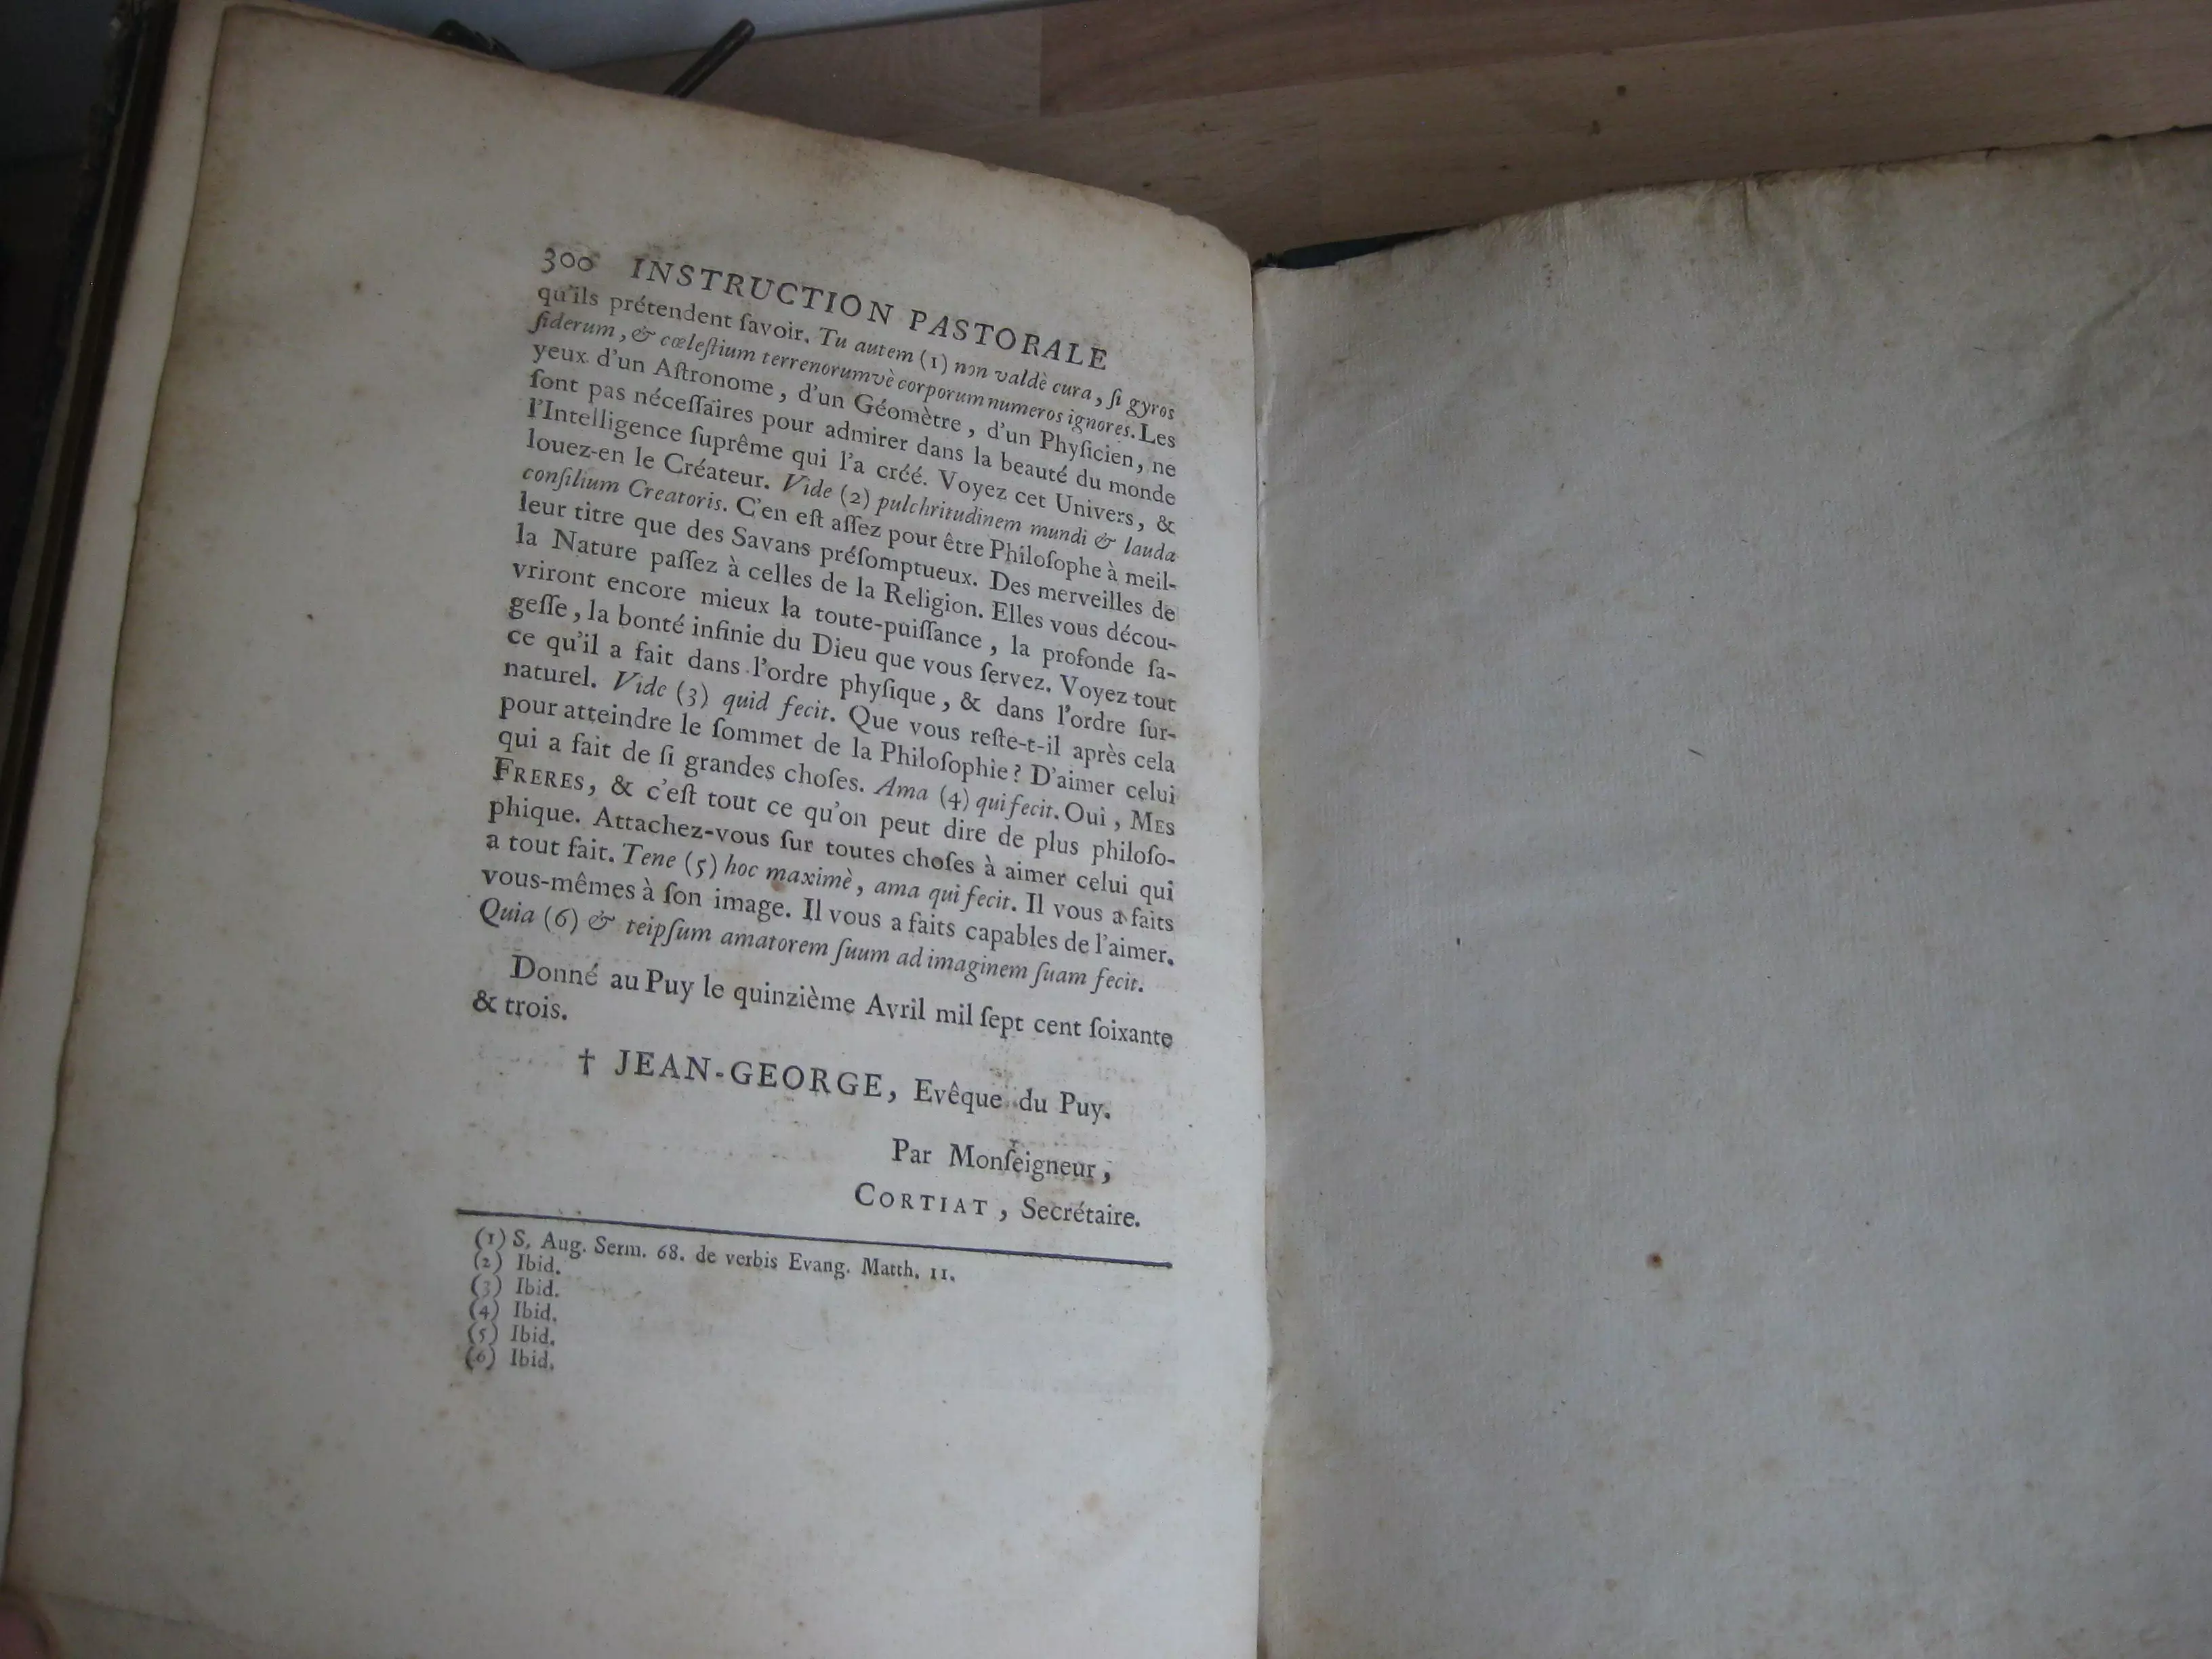 300 INSTRUCTION PASTORALE
qu'ils prétendent ſavoir. Tu autem (1) non valdè cura, ſi gyros
ſiderum, & cœleſtium terrenorumvè corporum numeros ignores. Les
yeux d'un Aſtronome, d'un Géomètre, d'un Phyſicien, ne
ſont pas néceſſaires pour admirer dans la beauté du monde
l'Intelligence ſuprême qui l'a créé. Voyez cet Univers, &
louez-en le Créateur. Vide (2) pulchritudinem mundi & lauda
conſilium Creatoris. C'en eſt aſſez pour être Philoſophe à meil-
leur titre que des Savans préſomptueux. Des merveilles de
la Nature paſſez à celles de la Religion. Elles vous décou-
vriront encore mieux la toute-puiſſance, la profonde ſa-
geſſe, la bonté infinie du Dieu que vous ſervez. Voyez tout
ce qu'il a fait dans l'ordre phyſique, & dans l'ordre ſur-
naturel. Vide (3) quid fecit. Que vous reſte-t-il après cela
pour atteindre le ſommet de la Philoſophie? D'aimer celui
qui a fait de ſi grandes choſes. Ama (4) qui fecit. Oui, MES
FRERES, & c'eſt tout ce qu'on peut dire de plus philoſo-
phique. Attachez-vous ſur toutes choſes à aimer celui qui
a tout fait. Tene (5) hoc maximè, ama qui fecit. Il vous a faits
vous-mêmes à ſon image. Il vous a faits capables de l'aimer.
Quia (6) & teipſum amatorem ſuum ad imaginem ſuam fecit.
Donné au Puy le quinzième Avril mil ſept cent ſoixante
& trois.
† JEAN-GEORGE, Evêque du Puy.
Par Monſeigneur,
CORTIAT, Secrétaire.
(1) S. Aug. Serm. 68. de verbis Evang. Matth. 11.
(2) Ibid.
(3) Ibid.
(4) Ibid.
(5) Ibid.
(6) Ibid.